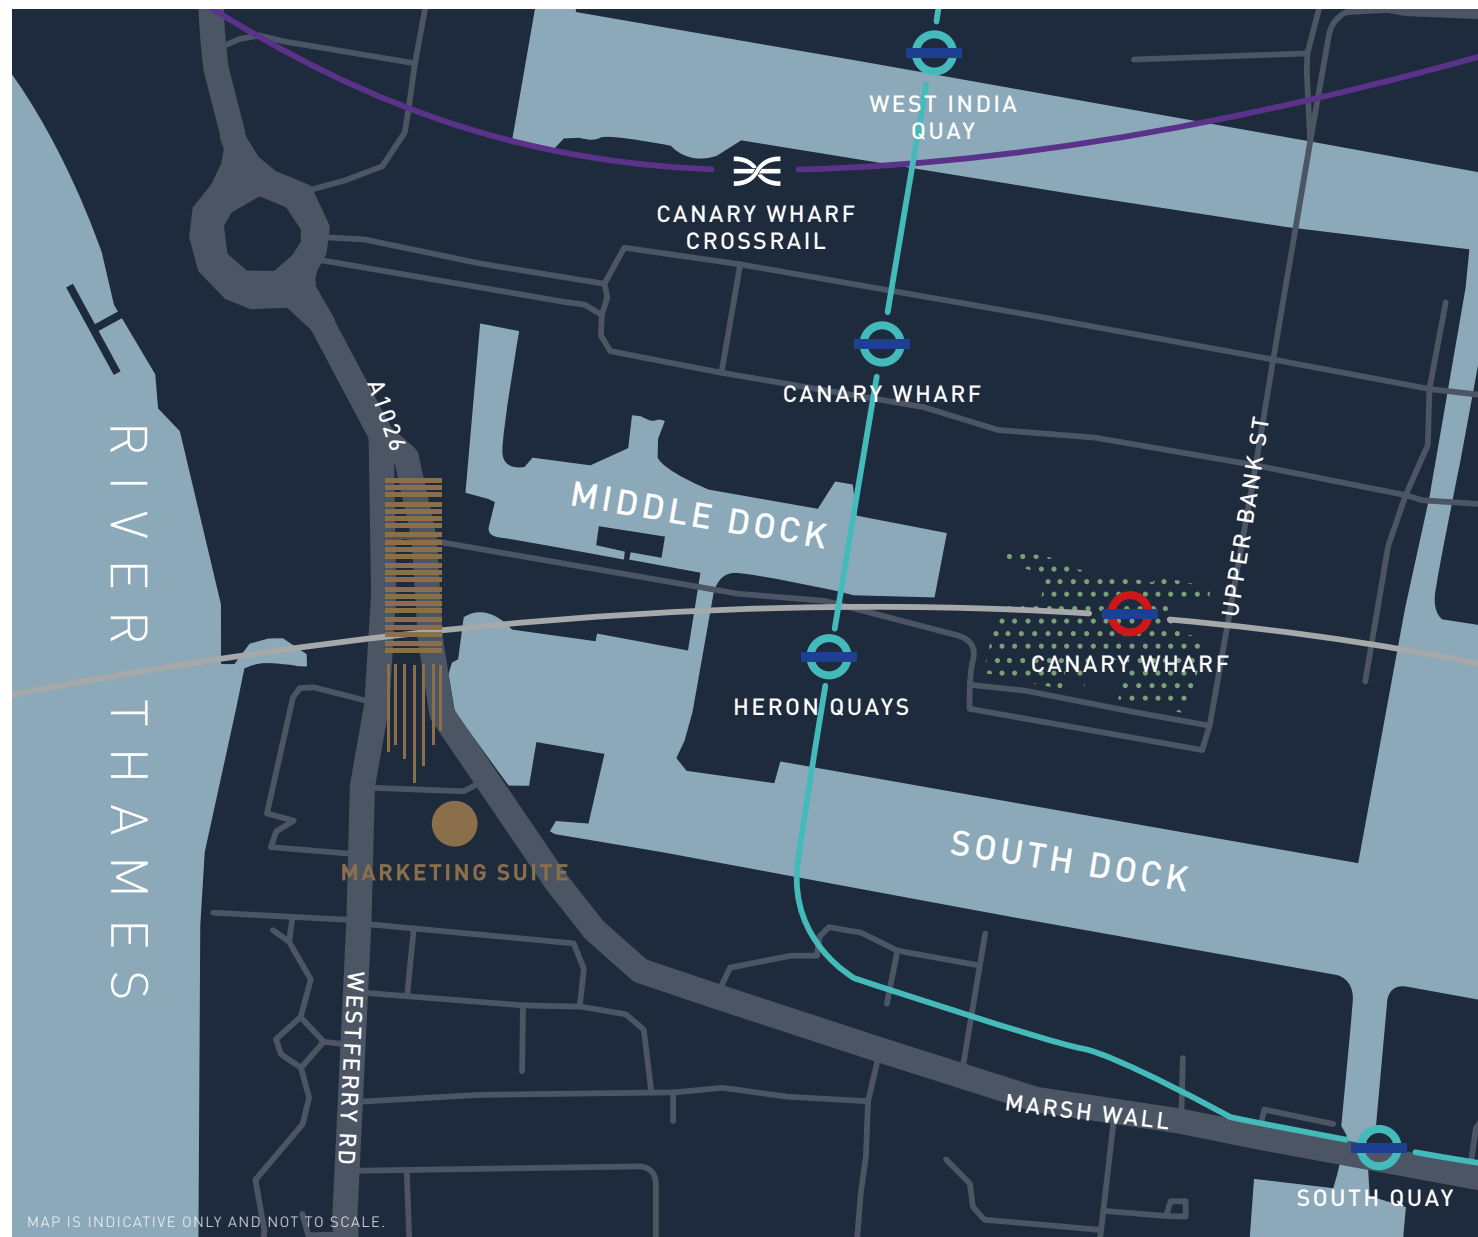 WEST INDIA
QUAY
CANARY WHARF
CROSSRAIL
CANARY WHARF
A1026
UPPER BANK ST
MIDDLE DOCK
RIVER THAMES
CANARY WHARF
HERON QUAYS
SOUTH DOCK
MARKETING SUITE
WESTFERRY RD
MARSH WALL
SOUTH QUAY
MAP IS INDICATIVE ONLY AND NOT TO SCALE.